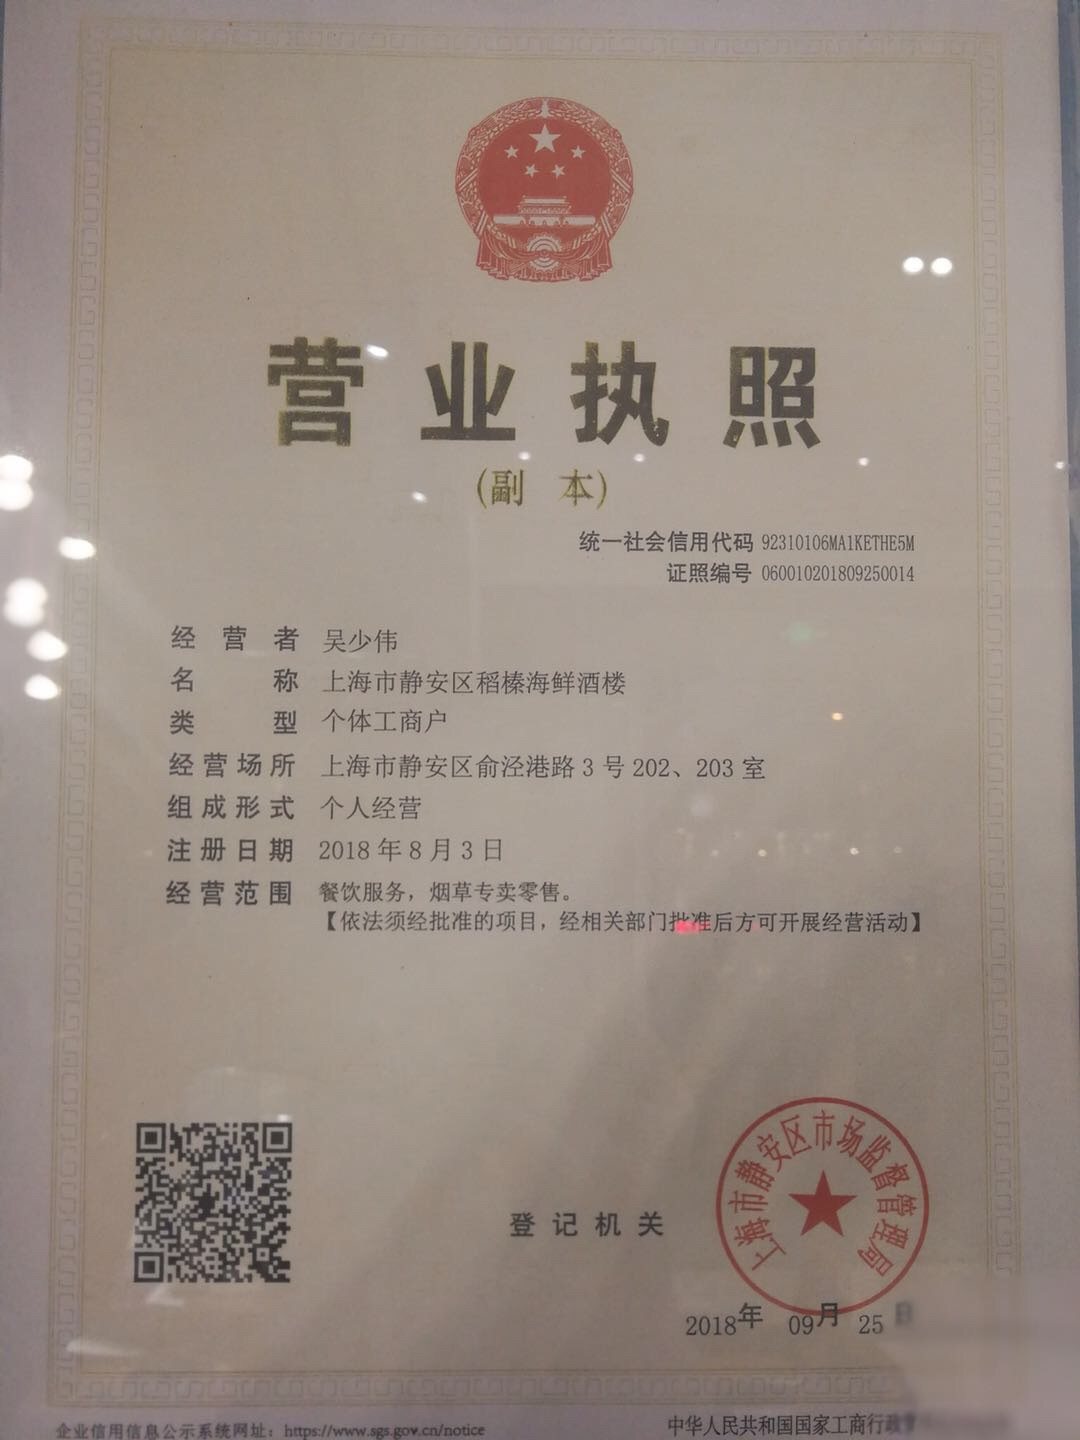 营业执照
(副 本)
统一社会信用代码 92310106MA1KETHE5M
证照编号 06001020180925​0014
经营者 吴少伟
名称 上海市静安区稻榛海鲜酒楼
类型 个体工商户
经营场所 上海市静安区俞泾港路3号202、203室
组成形式 个人经营
注册日期 2018年8月3日
经营范围 餐饮服务，烟草专卖零售。
【依法须经批准的项目，经相关部门批准后方可开展经营活动】
上海市静安区市场监督管理局
登记机关
2018年 09月 25日
企业信用信息公示系统网址：https://www.sgs.gov.cn/notice
中华人民共和国国家工商行政